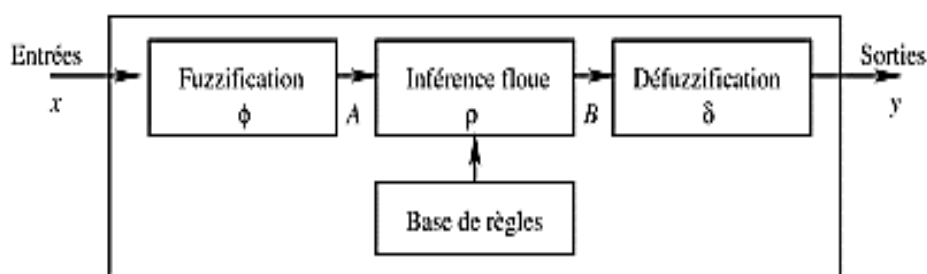 Entrées
x
Fuzzification
ϕ
A
Inférence floue
ρ
B
Défuzzification
δ
Sorties
y
Base de règles